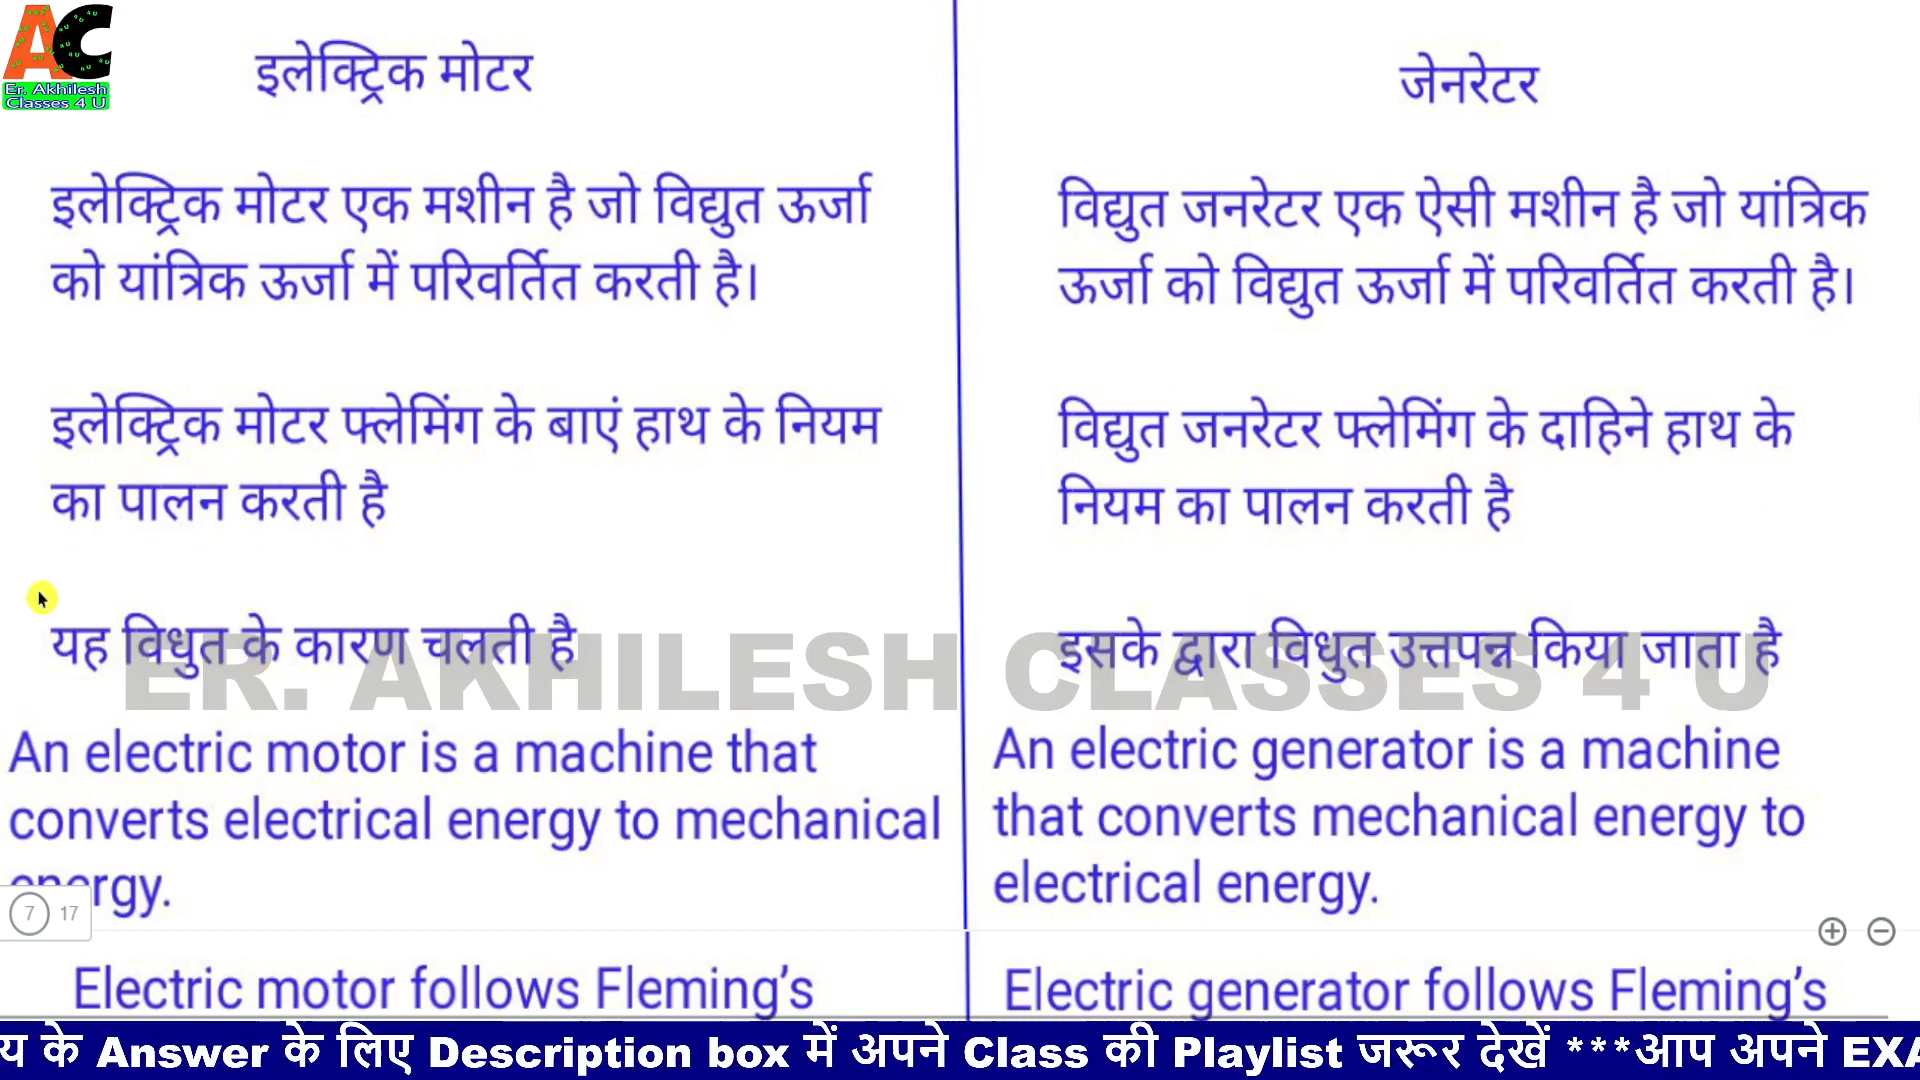 AC
Er. Akhilesh
Classes 4 U
इलेक्ट्रिक मोटर
इलेक्ट्रिक मोटर एक मशीन है जो विद्युत ऊर्जा
को यांत्रिक ऊर्जा में परिवर्तित करती है।
इलेक्ट्रिक मोटर फ्लेमिंग के बाएं हाथ के नियम
का पालन करती है
यह विधुत के कारण चलती है
An electric motor is a machine that
converts electrical energy to mechanical
energy.
Electric motor follows Fleming's
जेनरेटर
विद्युत जनरेटर एक ऐसी मशीन है जो यांत्रिक
ऊर्जा को विद्युत ऊर्जा में परिवर्तित करती है।
विद्युत जनरेटर फ्लेमिंग के दाहिने हाथ के
नियम का पालन करती है
इसके द्वारा विधुत उत्तपन्न किया जाता है
An electric generator is a machine
that converts mechanical energy to
electrical energy.
Electric generator follows Fleming's
ER. AKHILESH CLASSES 4 U
7 17
य के Answer के लिए Description box में अपने Class की Playlist जरूर देखें ***आप अपने EXA